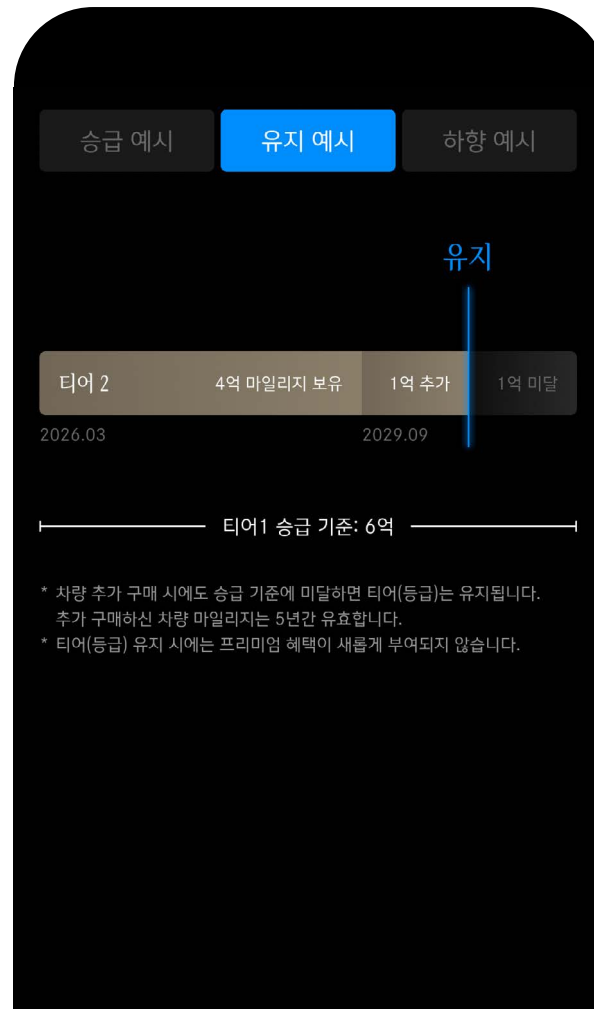 승급 예시 유지 예시 하향 예시
유지
티어 2 4억 마일리지 보유 1억 추가 1억 미달
2026.03 2029.09
티어1 승급 기준: 6억
* 차량 추가 구매 시에도 승급 기준에 미달하면 티어(등급)는 유지됩니다.
추가 구매하신 차량 마일리지는 5년간 유효합니다.
* 티어(등급) 유지 시에는 프리미엄 혜택이 새롭게 부여되지 않습니다.